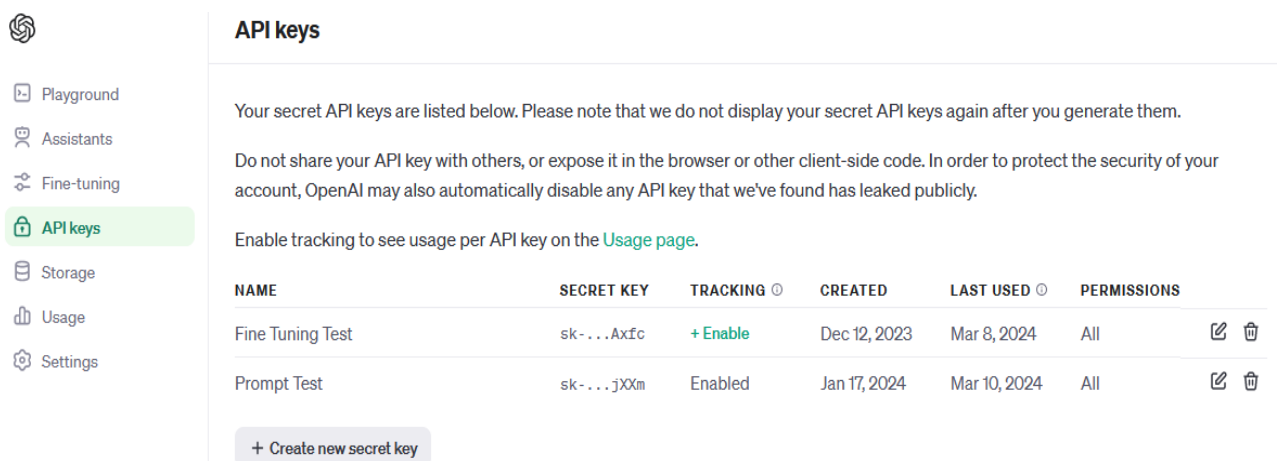 API keys
Playground
Assistants
Fine-tuning
API keys
Storage
Usage
Settings
Your secret API keys are listed below. Please note that we do not display your secret API keys again after you generate them.
Do not share your API key with others, or expose it in the browser or other client-side code. In order to protect the security of your
account, OpenAI may also automatically disable any API key that we've found has leaked publicly.
Enable tracking to see usage per API key on the Usage page.
NAME SECRET KEY TRACKING CREATED LAST USED PERMISSIONS
Fine Tuning Test sk-...Axfc + Enable Dec 12, 2023 Mar 8, 2024 All
Prompt Test sk-...jXXm Enabled Jan 17, 2024 Mar 10, 2024 All
+ Create new secret key